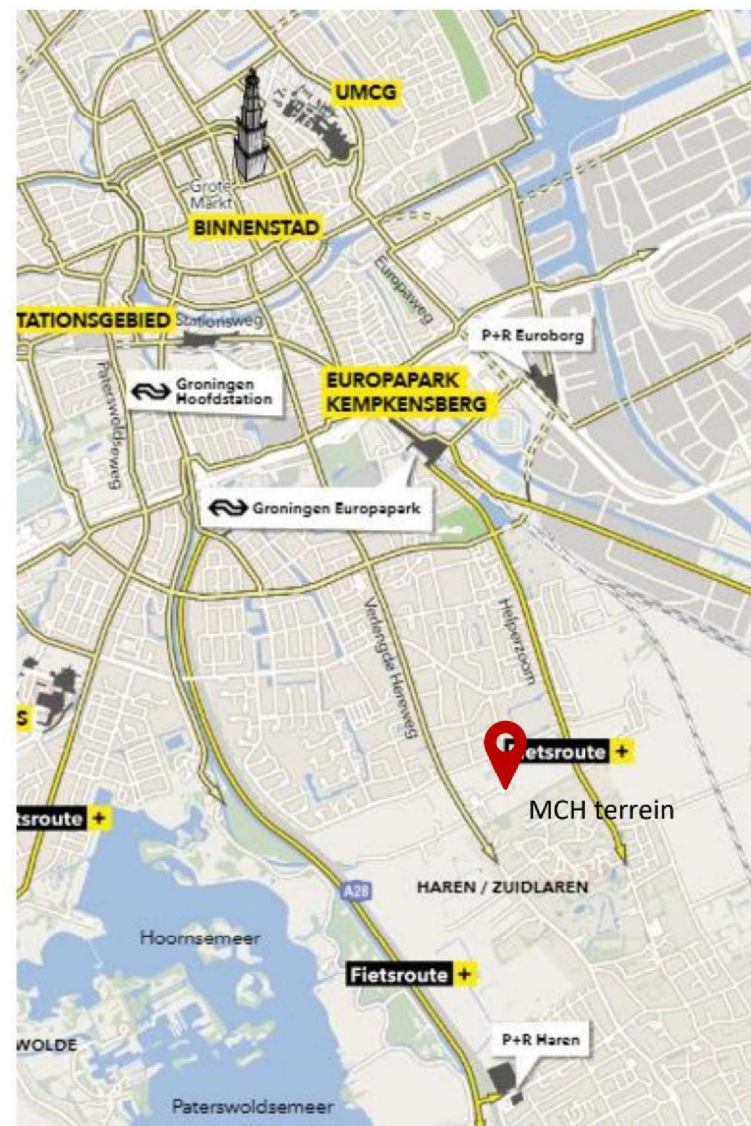 UMCG
Grote
Markt
BINNENSTAD
Europaweg
TATIONSGEBIED
Stationsweg
P+R Euroborg
Groningen
Hoofdstation
EUROPAPARK
KEMPKENSBERG
Paterswoldseweg
Groningen Europapark
Verlengde Hereweg
Helperzoom
S
Fietsroute +
MCH terrein
tsroute +
A28
HAREN / ZUIDLAREN
Hoornsemeer
Fietsroute +
P+R Haren
WOLDE
Paterswoldsemeer